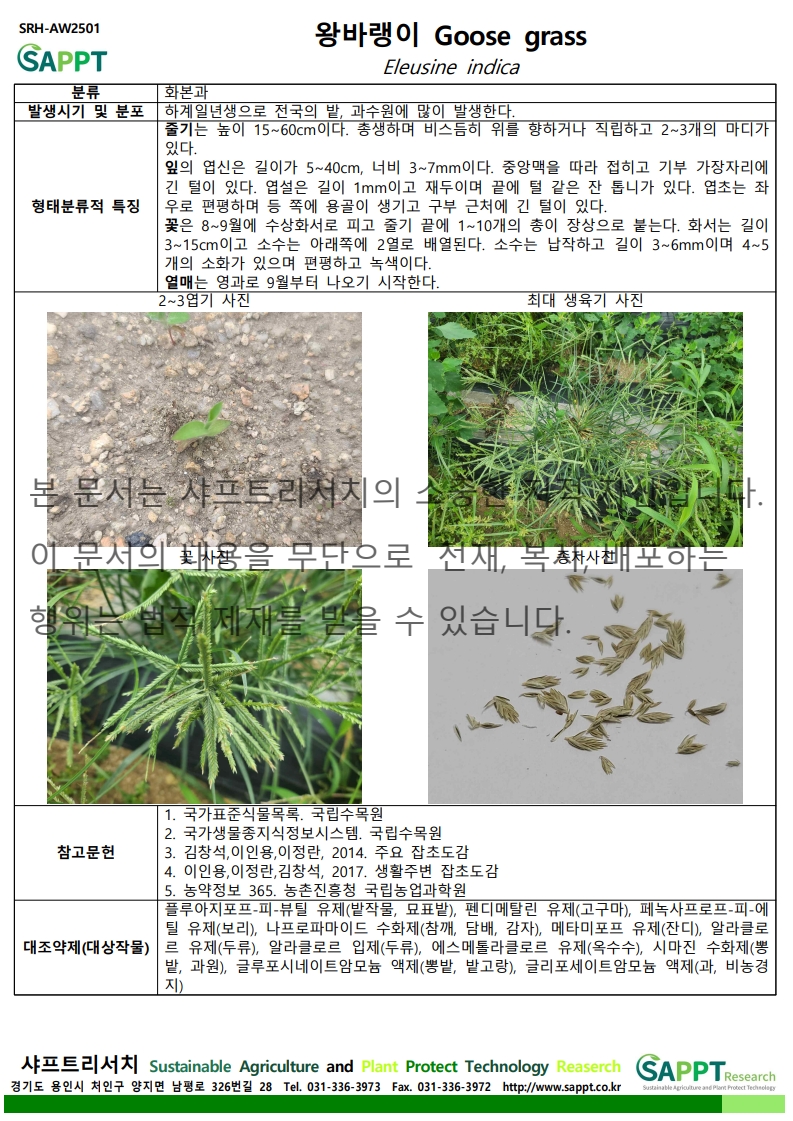 SRH-AW2501
SAPPT
왕바랭이 Goose grass
Eleusine indica
분류 화본과
발생시기 및 분포 하계일년생으로 전국의 밭, 과수원에 많이 발생한다.
형태분류적 특징
줄기는 높이 15~60cm이다. 총생하며 비스듬히 위를 향하거나 직립하고 2~3개의 마디가
있다.
잎의 엽신은 길이가 5~40cm, 너비 3~7mm이다. 중앙맥을 따라 접히고 기부 가장자리에
긴 털이 있다. 엽설은 길이 1mm이고 재두이며 끝에 털 같은 잔 톱니가 있다. 엽초는 좌
우로 편평하며 등 쪽에 용골이 생기고 구부 근처에 긴 털이 있다.
꽃은 8~9월에 수상화서로 피고 줄기 끝에 1~10개의 총이 장상으로 붙는다. 화서는 길이
3~15cm이고 소수는 아래쪽에 2열로 배열된다. 소수는 납작하고 길이 3~6mm이며 4~5
개의 소화가 있으며 편평하고 녹색이다.
열매는 영과로 9월부터 나오기 시작한다.
2~3엽기 사진 최대 생육기 사진
본 문서는 샤프트리서치의 소중한 지적 자산입니다.
이 문서의 내용을 무단으로 전재, 복사, 배포하는
꽃 사진 종자사진
행위는 법적 제재를 받을 수 있습니다.
참고문헌
1. 국가표준식물목록. 국립수목원
2. 국가생물종지식정보시스템. 국립수목원
3. 김창석,이인용,이정란, 2014. 주요 잡초도감
4. 이인용,이정란,김창석, 2017. 생활주변 잡초도감
5. 농약정보 365. 농촌진흥청 국립농업과학원
대조약제(대상작물)
플루아지포프-피-뷰틸 유제(밭작물, 묘표밭), 펜디메탈린 유제(고구마), 페녹사프로프-피-에
틸 유제(보리), 나프로파마이드 수화제(참깨, 담배, 감자), 메타미포프 유제(잔디), 알라클로
르 유제(두류), 알라클로르 입제(두류), 에스메톨라클로르 유제(옥수수), 시마진 수화제(뽕
밭, 과원), 글루포시네이트암모늄 액제(뽕밭, 밭고랑), 글리포세이트암모늄 액제(과, 비농경
지)
샤프트리서치 Sustainable Agriculture and Plant Protect Technology Reaserch
경기도 용인시 처인구 양지면 남평로 326번길 28 Tel. 031-336-3973 Fax. 031-336-3972 http://www.sappt.co.kr
SAPPT Research
Sustainable Agriculture and Plant Protect Technology